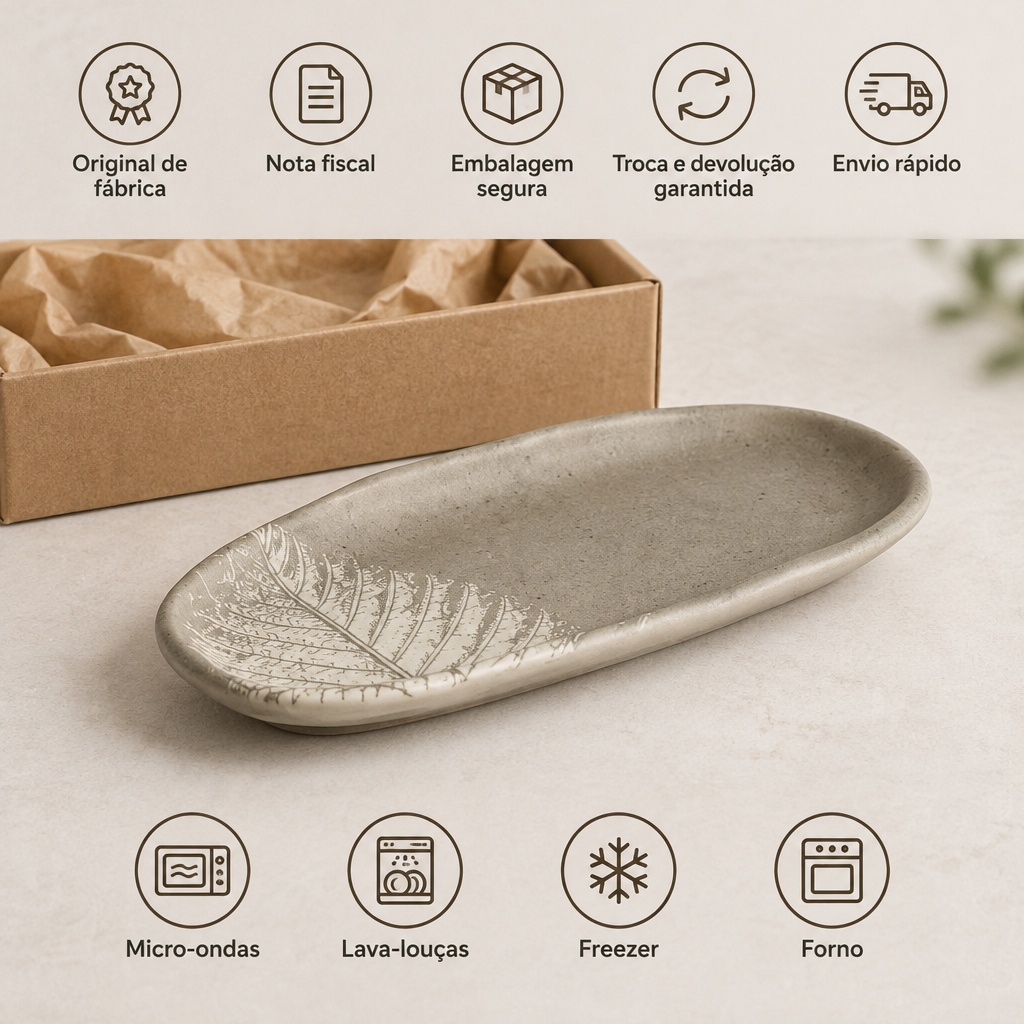 Original de
fábrica
Nota fiscal
Embalagem
segura
Troca e devolução
garantida
Envio rápido
Micro-ondas
Lava-louças
Freezer
Forno